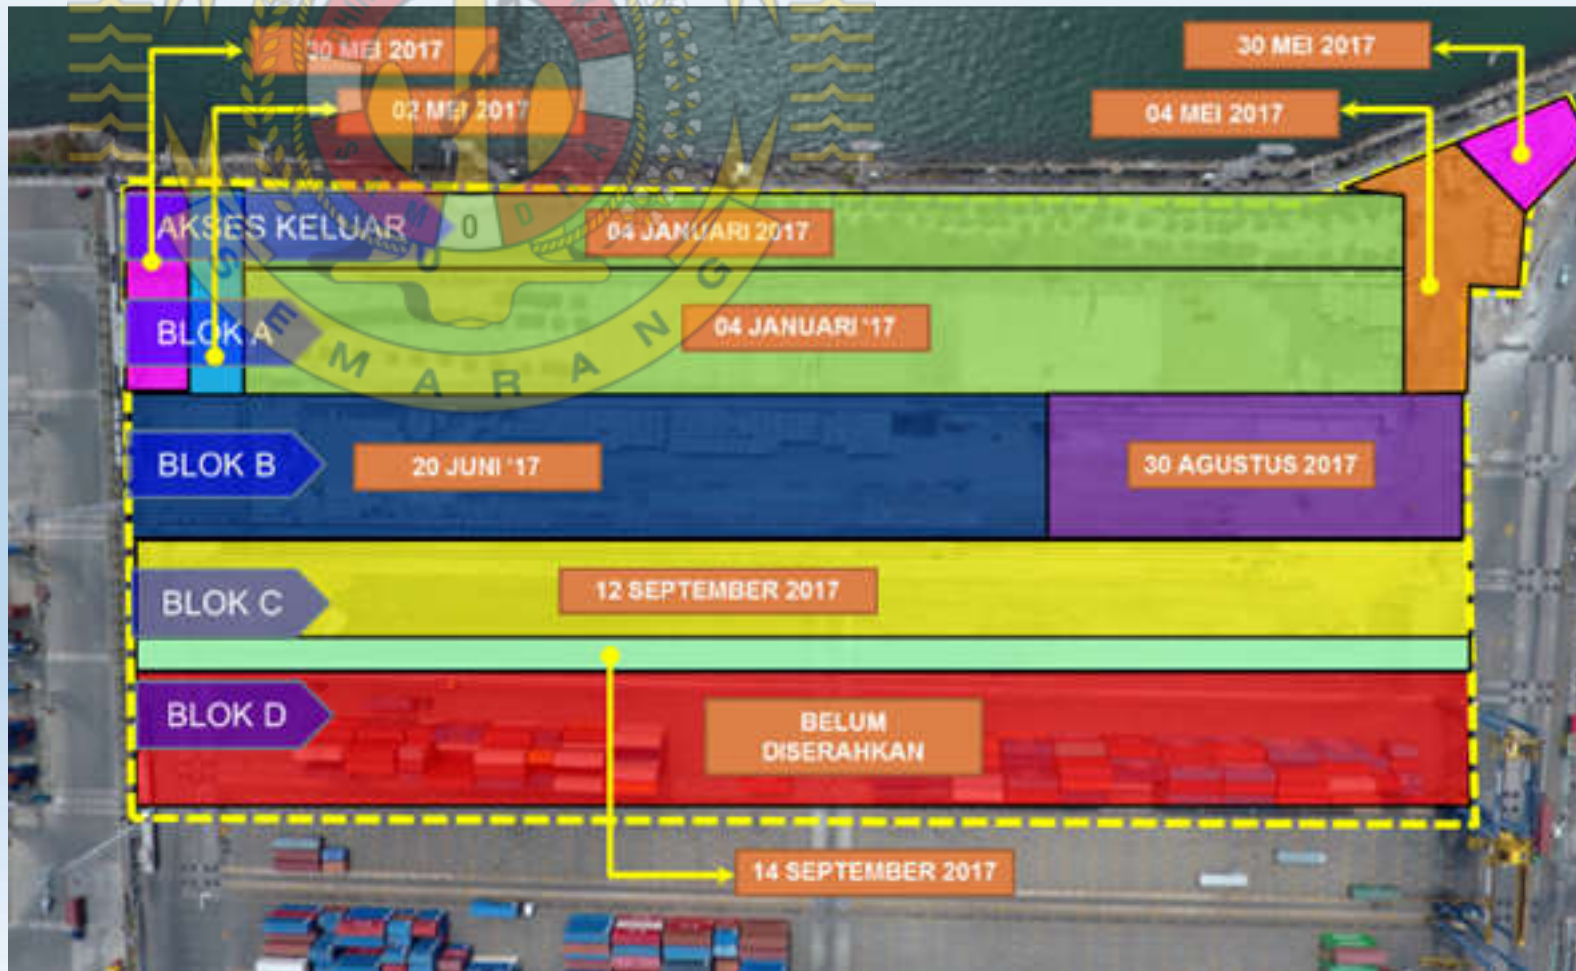 30 MEI 2017
30 MEI 2017
02 MEI 2017
04 MEI 2017
AKSES KELUAR
04 JANUARI 2017
BLOK A
04 JANUARI '17
SEMARANG
BLOK B
20 JUNI '17
30 AGUSTUS 2017
BLOK C
12 SEPTEMBER 2017
BLOK D
BELUM
DISERAHKAN
14 SEPTEMBER 2017